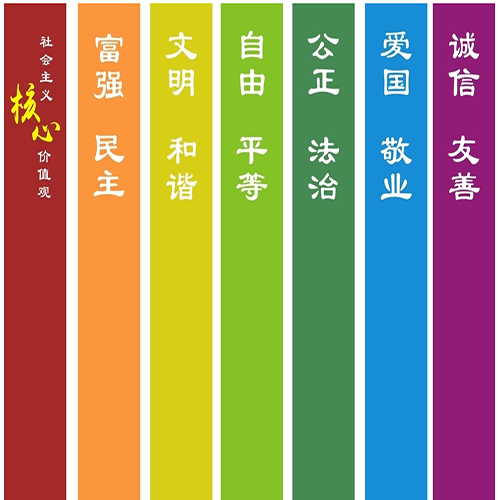 社会主义核心价值观
富强 民主
文明 和谐
自由 平等
公正 法治
爱国 敬业
诚信 友善